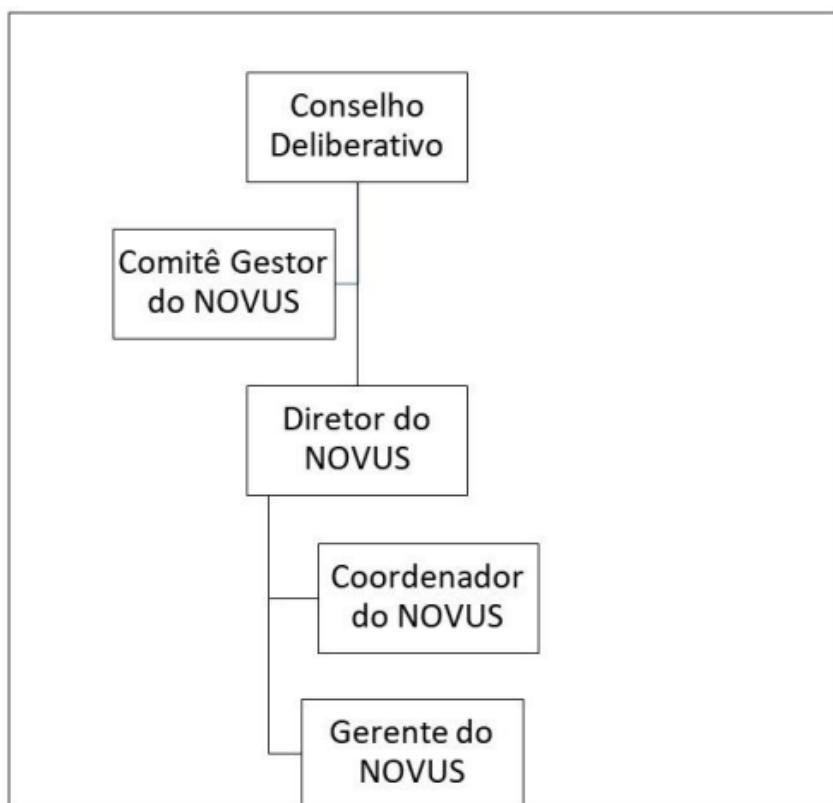 Conselho
Deliberativo
Comitê Gestor
do NOVUS
Diretor do
NOVUS
Coordenador
do NOVUS
Gerente do
NOVUS